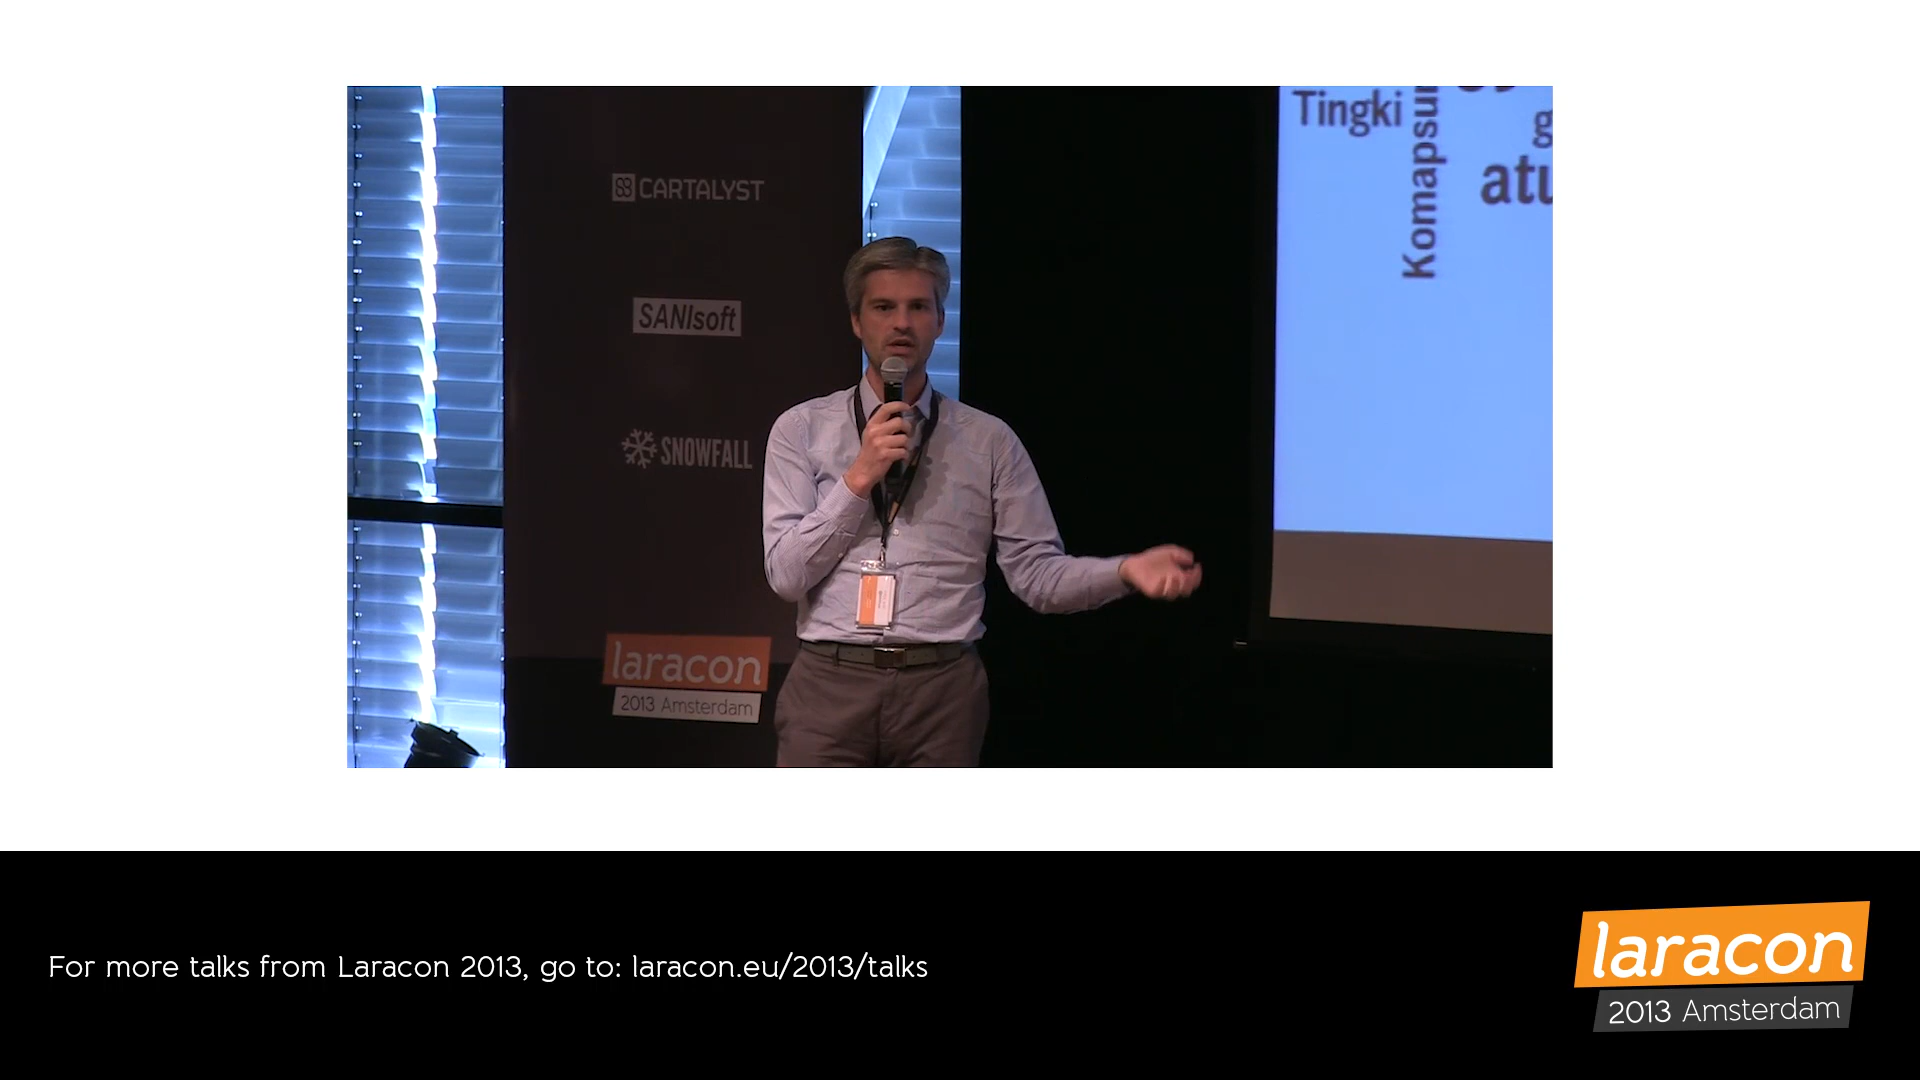 Tingki
Komapsu
atu
CARTALYST
SANIsoft
SNOWFALL
laracon
2013 Amsterdam
For more talks from Laracon 2013, go to: laracon.eu/2013/talks
laracon
2013 Amsterdam